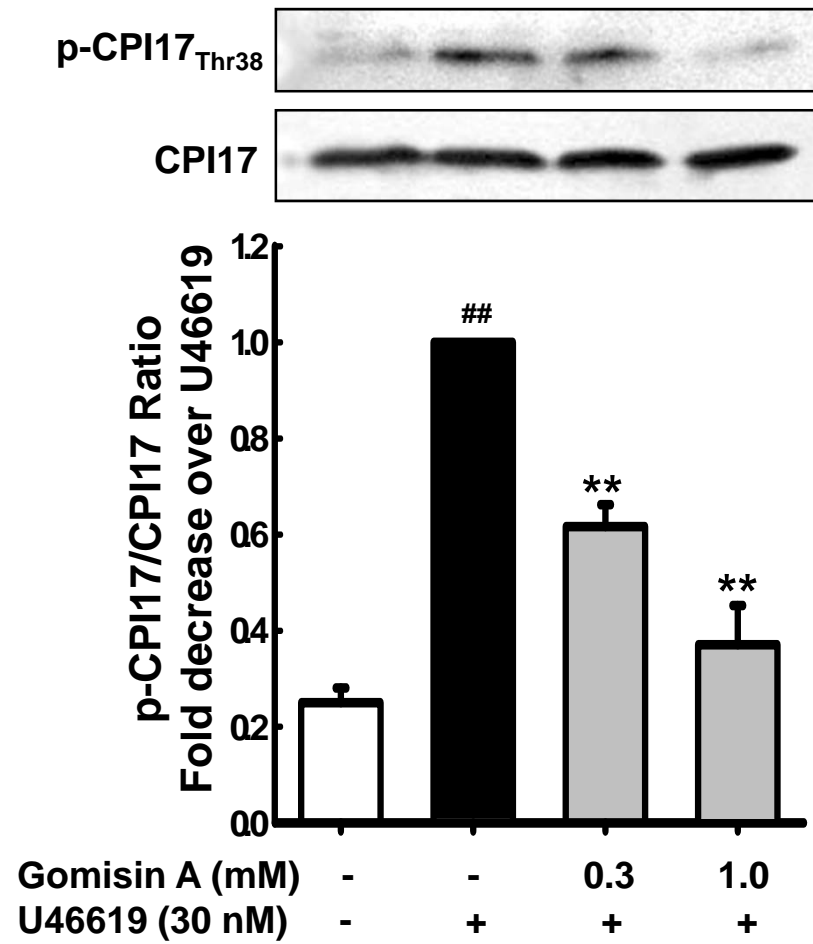 p-CPI17Thr38
CPI17
p-CPI17/CPI17 Ratio
Fold decrease over U46619
1.2
1.0
0.8
0.6
0.4
0.2
0.0
##
**
**
Gomisin A (mM) - - 0.3 1.0
U46619 (30 nM) - + + +